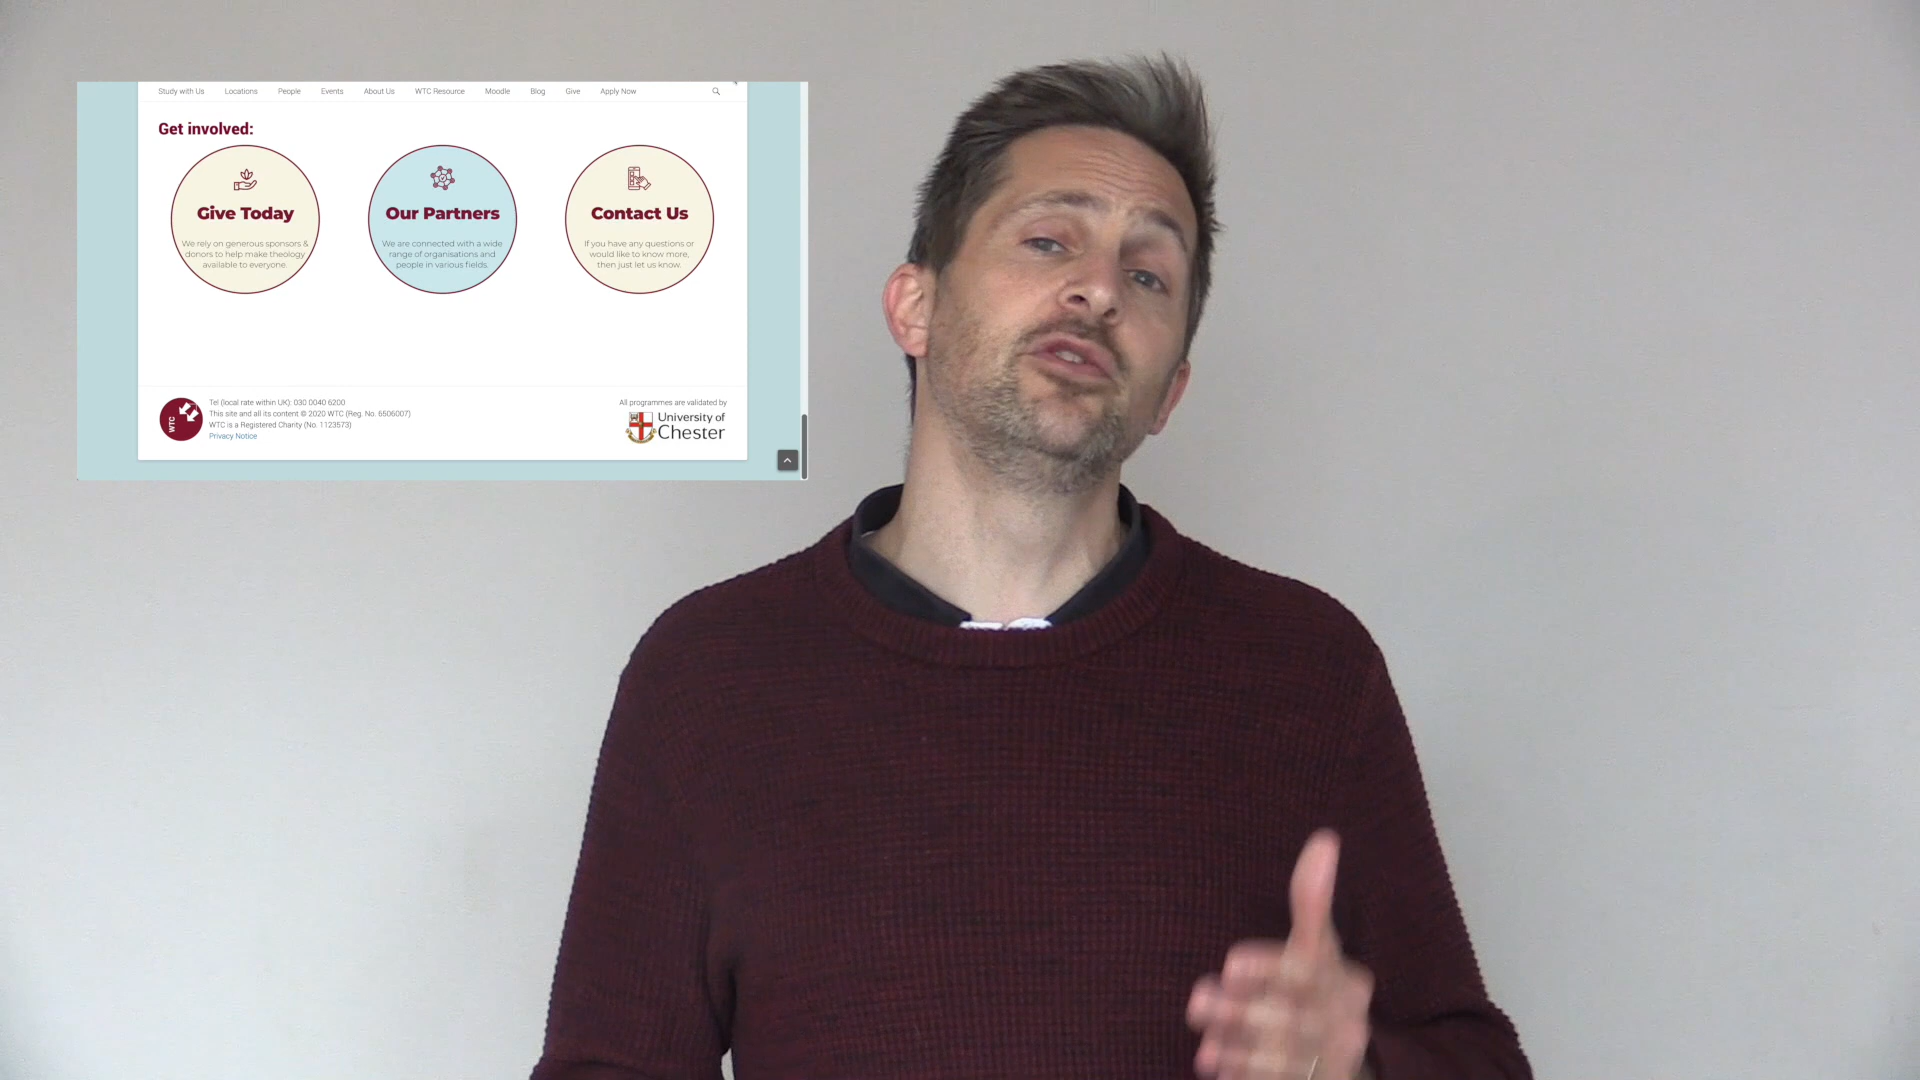 Study with Us Locations People Events About Us WTC Resource Moodle Blog Give Apply Now
Get involved:
Give Today
We rely on generous sponsors &
donors to help make theology
available to everyone
Our Partners
We are connected with a wide
range of organisations and
people in various fields.
Contact Us
If you have any questions or
would like to know more,
then just let us know.
WTC
Tel (local rate within UK): 030 0040 6200
This site and all its content © 2020 WTC (Reg. No. 6506007)
WTC is a Registered Charity (No. 1123573)
Privacy Notice
All programmes are validated by
University of
Chester